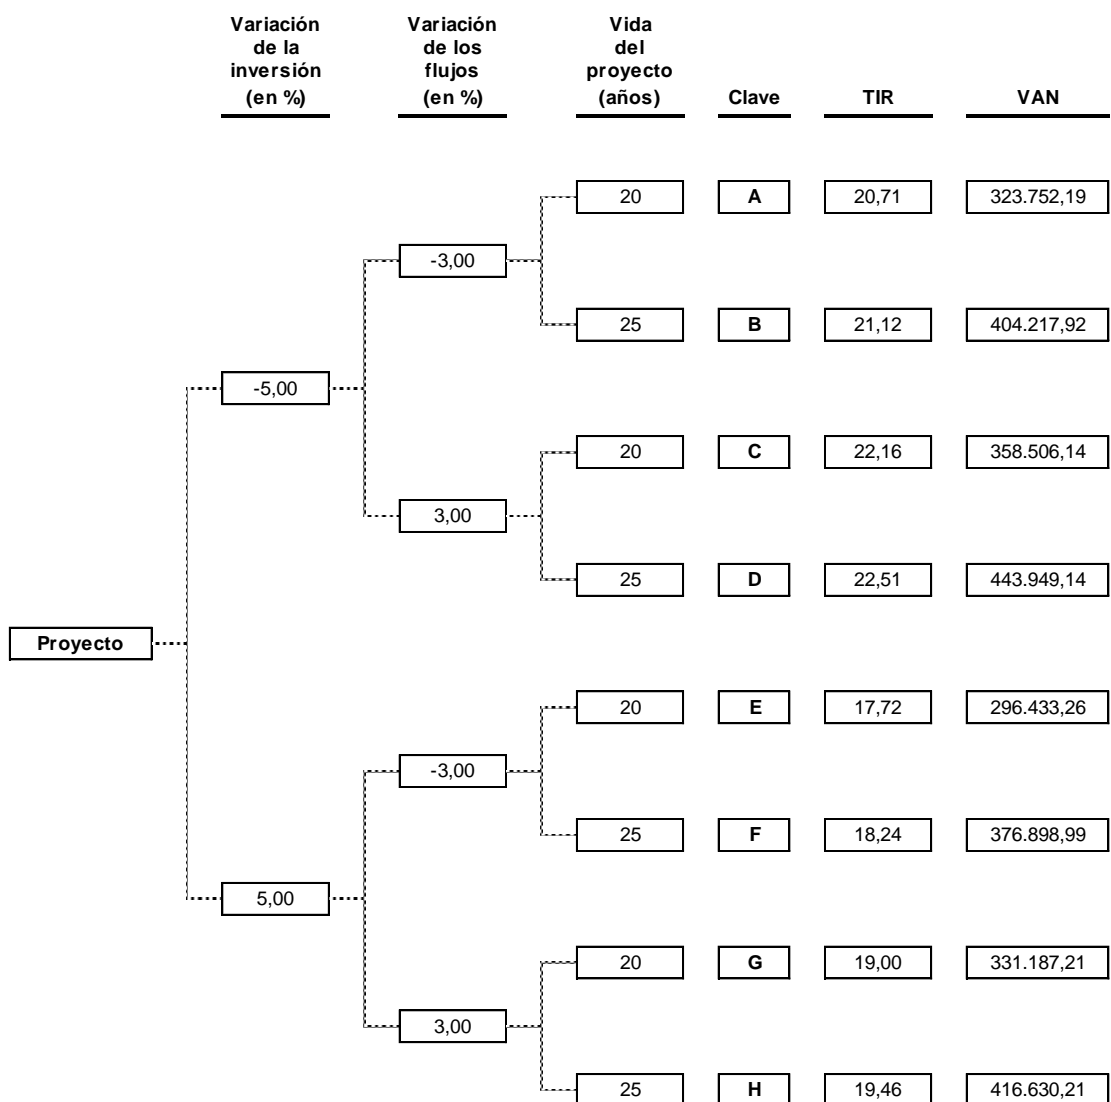 Variación
de la
inversión
(en %)
Variación
de los
flujos
(en %)
Vida
del
proyecto
(años)
Clave
TIR
VAN
20 A 20,71 323.752,19
-3,00
25 B 21,12 404.217,92
-5,00
20 C 22,16 358.506,14
3,00
25 D 22,51 443.949,14
Proyecto
20 E 17,72 296.433,26
-3,00
25 F 18,24 376.898,99
5,00
20 G 19,00 331.187,21
3,00
25 H 19,46 416.630,21